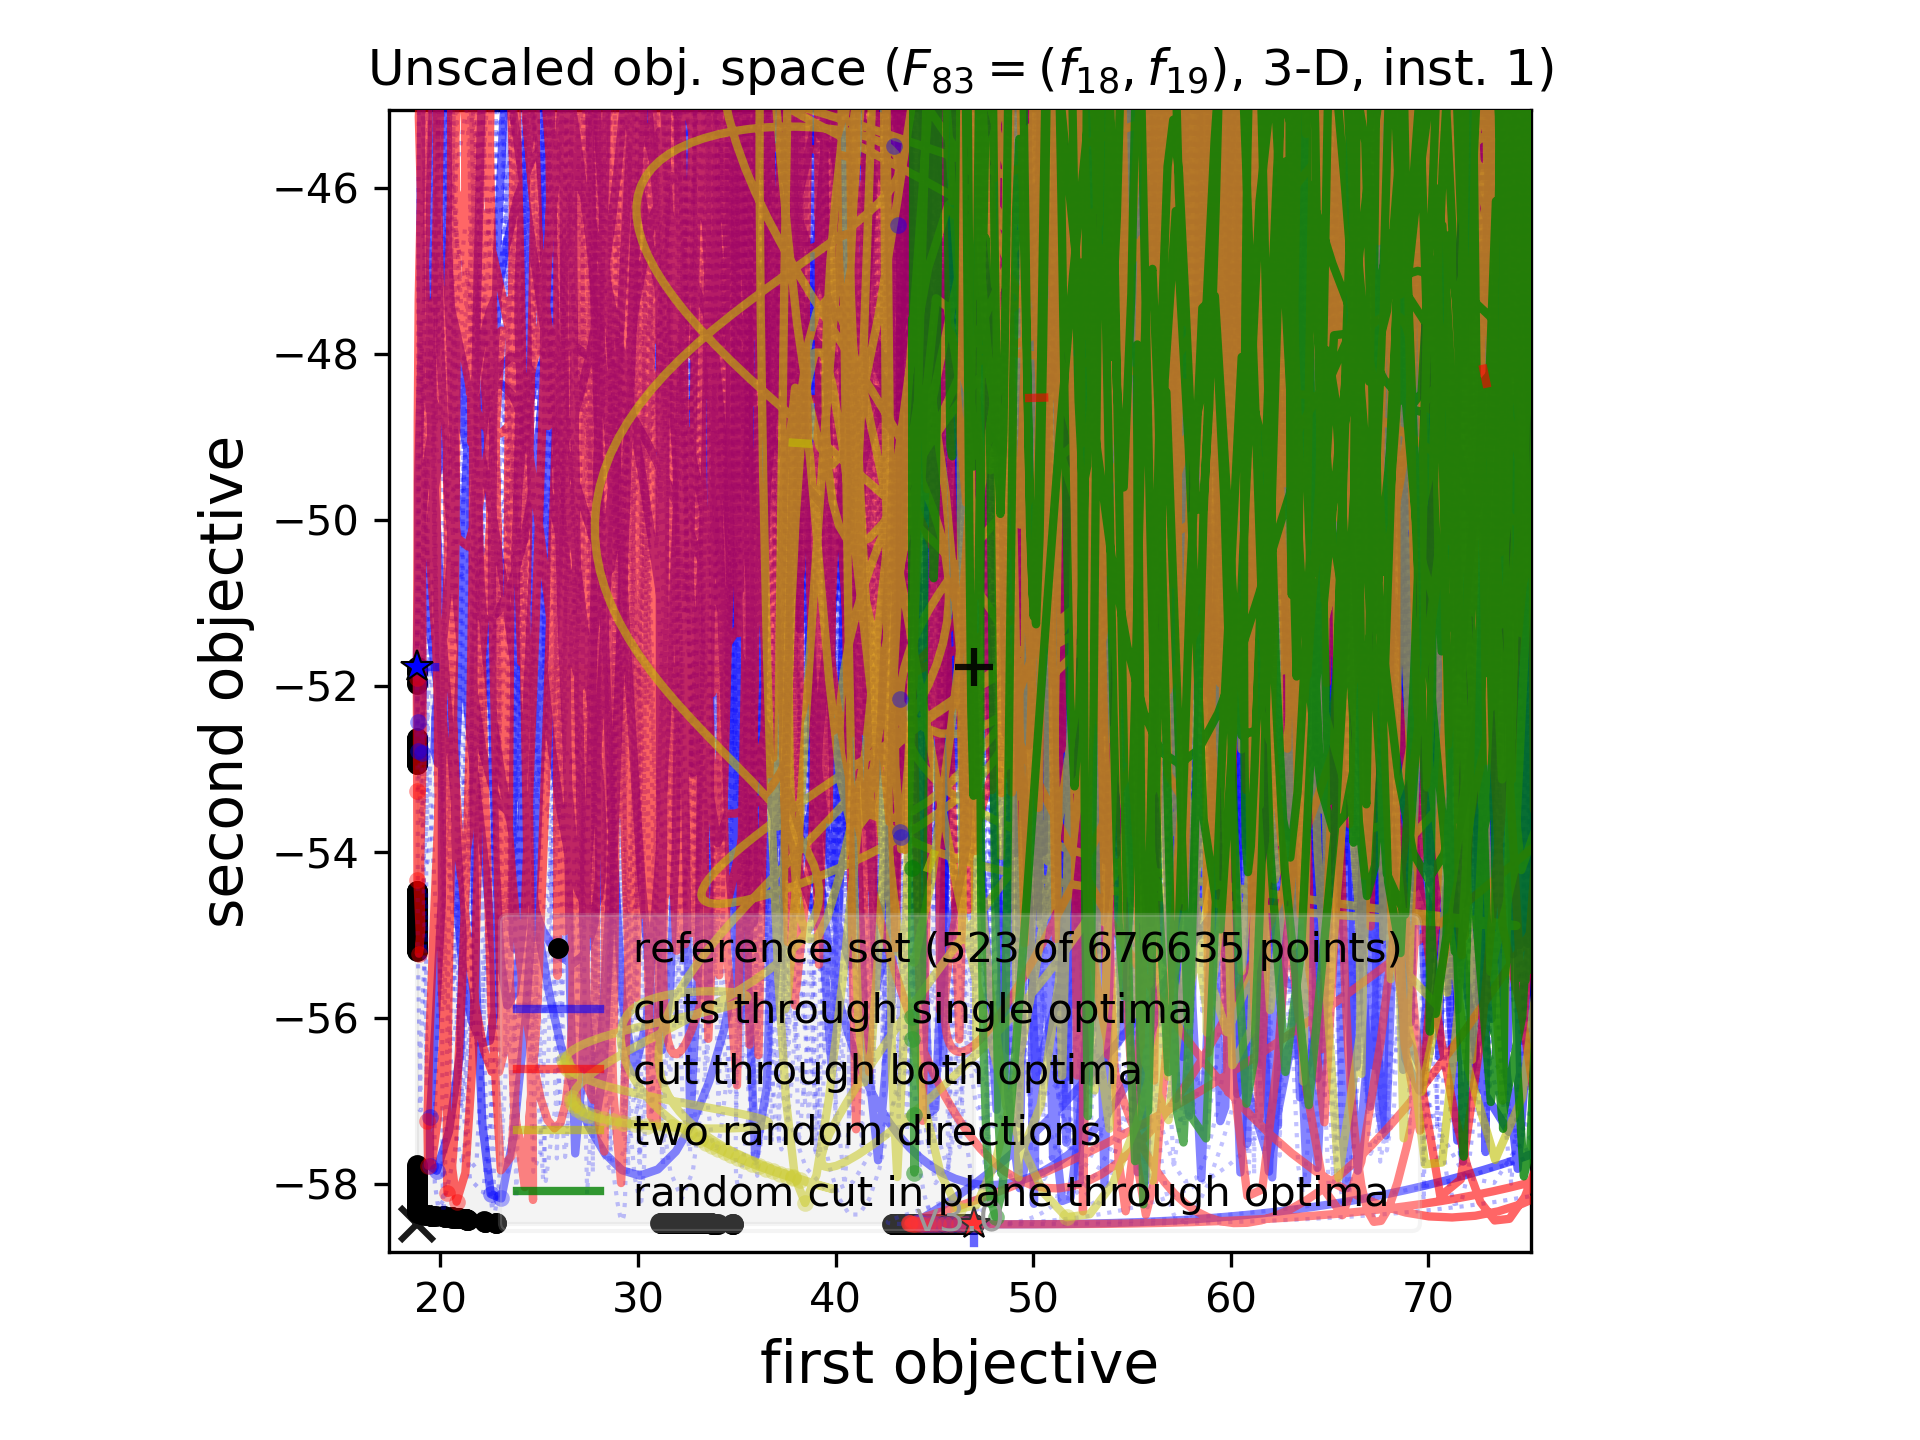 Unscaled obj. space (F83 = (f18, f19), 3-D, inst. 1)
second objective
−46
−48
−50
−52
−54
−56
−58
reference set (523 of 676635 points)
cuts through single optima
cut through both optima
two random directions
random cut in plane through optima
20 30 40 50 60 70
first objective